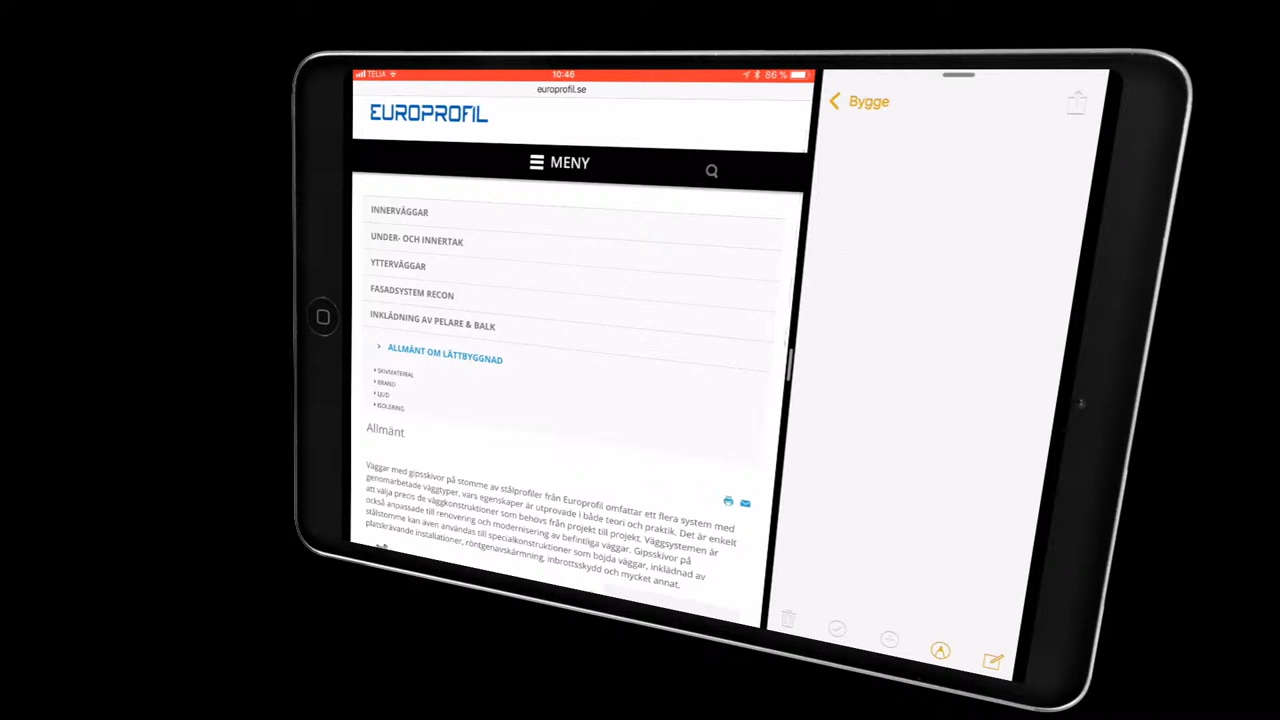 TELIA
10:46
86 %
europrofil.se
EUROPROFIL
MENY
INNERVÄGGAR
UNDER- OCH INNERTAK
YTTERVÄGGAR
FASADSYSTEM RECON
INKLÄDNING AV PELARE & BALK
ALLMÄNT OM LÄTTBYGGNAD
SKIVMATERIAL
BRAND
LJUD
ISOLERING
Allmänt
Väggar med gipsskivor på stomme av stålprofiler från Europrofil omfattar ett flera system med
genomarbetade väggtyper, vars egenskaper är utprovade i både teori och praktik. Det är enkelt
att välja precis de väggkonstruktioner som behövs från projekt till projekt. Väggsystemen är
också anpassade till renovering och modernisering av befintliga väggar. Gipsskivor på
stålstomme kan även användas till specialkonstruktioner som böjda väggar, inklädnad av
platskrävande installationer, röntgenavskärmning, inbrottsskydd och mycket annat.
Bygge